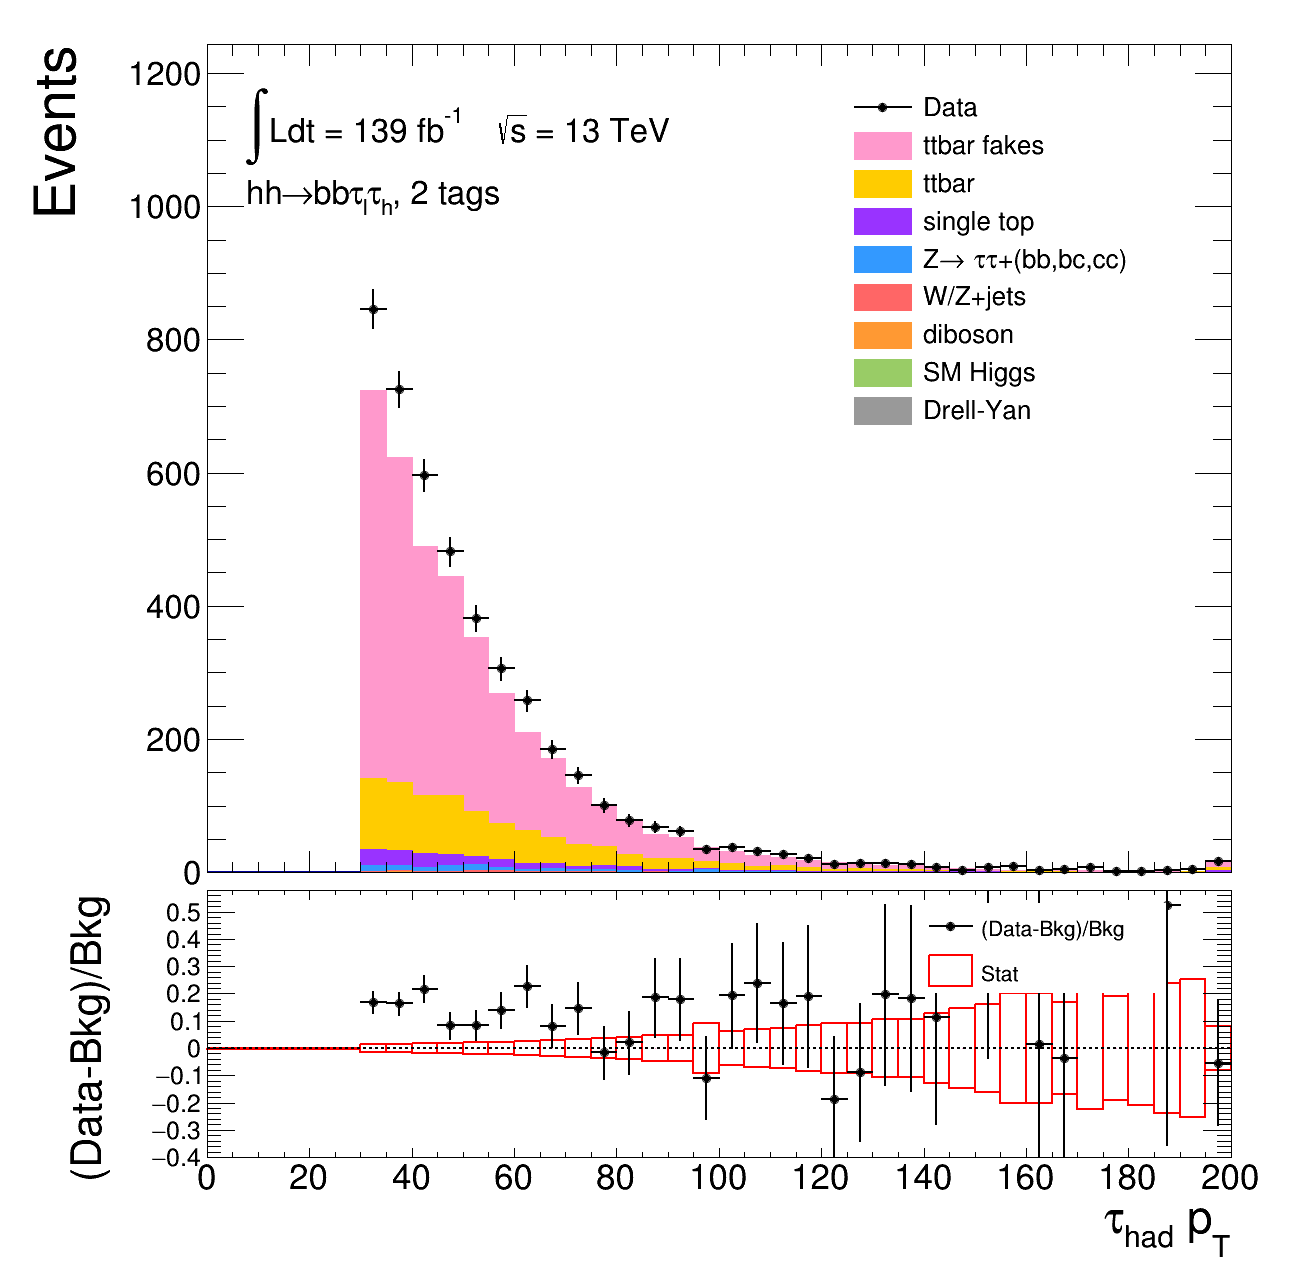 Events
1200
1000
800
600
400
200
0
∫Ldt = 139 fb⁻¹ √s = 13 TeV
hh→bbτ_lτ_h, 2 tags
Data
ttbar fakes
ttbar
single top
Z→ ττ+(bb,bc,cc)
W/Z+jets
diboson
SM Higgs
Drell-Yan
(Data-Bkg)/Bkg
0.5
0.4
0.3
0.2
0.1
0
−0.1
−0.2
−0.3
−0.4
(Data-Bkg)/Bkg
Stat
0 20 40 60 80 100 120 140 160 180 200
τ_had p_T